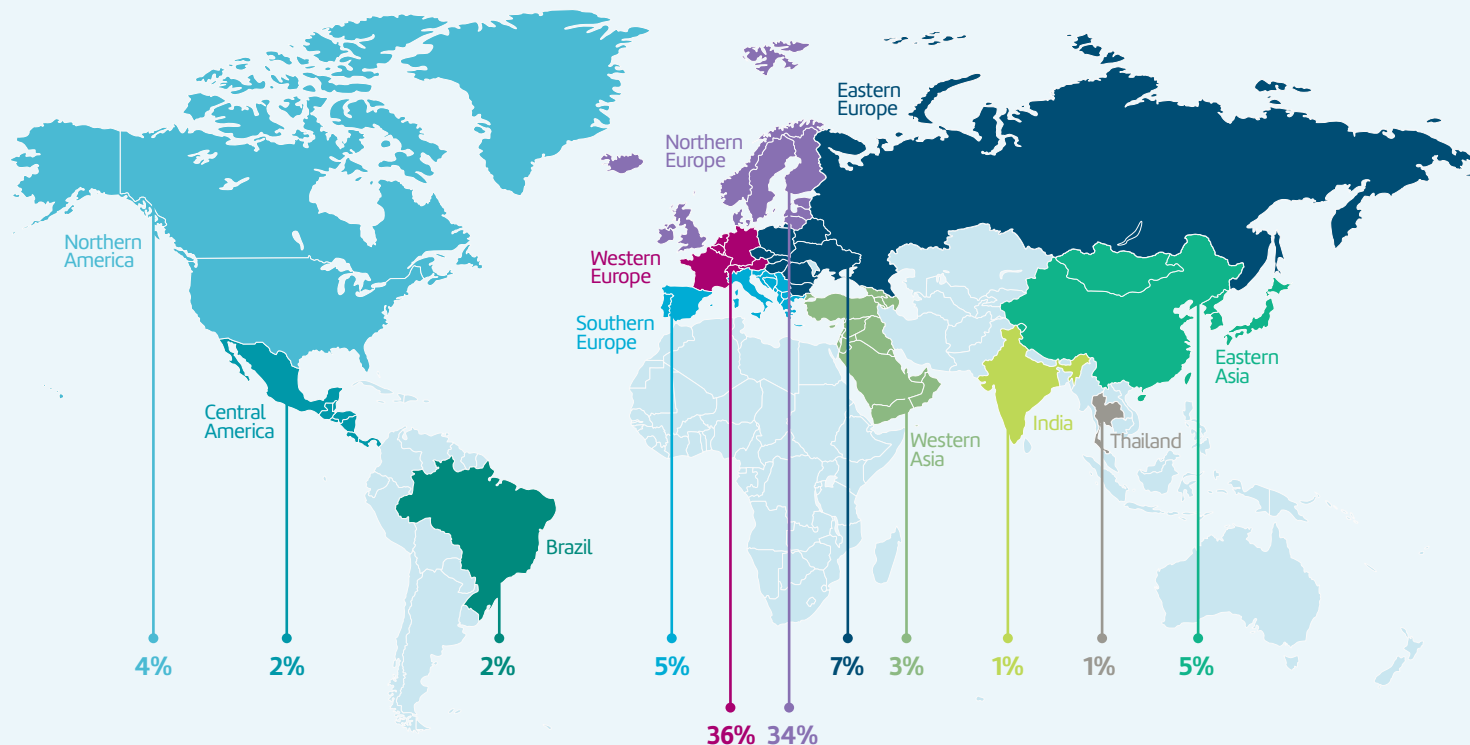 Eastern
Europe
Northern
Europe
Northern
America
Western
Europe
Southern
Europe
Eastern
Asia
Central
America
India
Western
Asia
Thailand
Brazil
4%
2%
2%
5%
7%
3%
1%
1%
5%
36%
34%